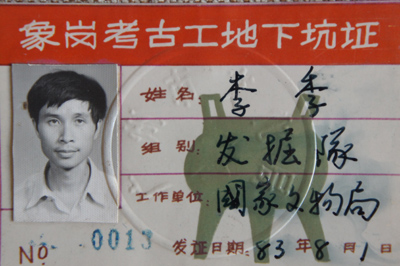 象岗考古工地下坑证
姓名: 李 季
组别: 发掘队
工作单位: 國家文物局
No 0013 发证日期: 83年8月1日